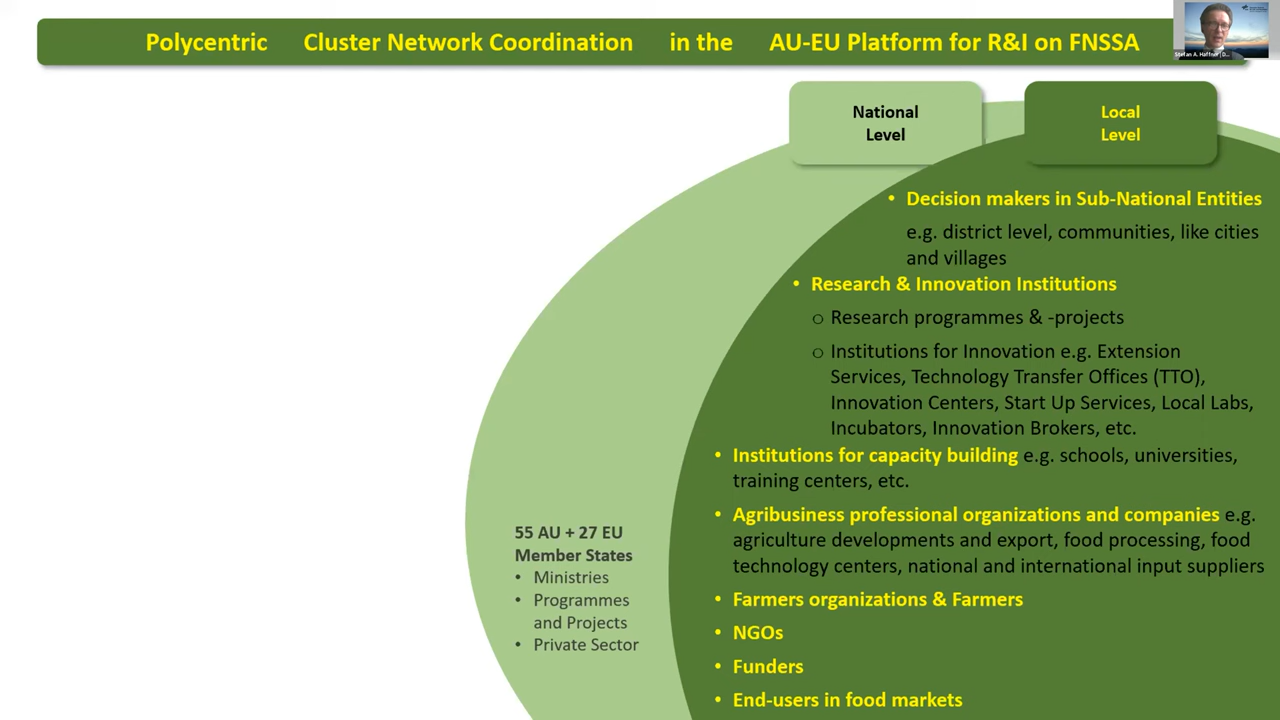 Polycentric Cluster Network Coordination in the AU-EU Platform for R&I on FNSSA
Stefan A. Haffner
National
Level
Local
Level
• Decision makers in Sub-National Entities
e.g. district level, communities, like cities
and villages
• Research & Innovation Institutions
o Research programmes & -projects
o Institutions for Innovation e.g. Extension
Services, Technology Transfer Offices (TTO),
Innovation Centers, Start Up Services, Local Labs,
Incubators, Innovation Brokers, etc.
• Institutions for capacity building e.g. schools, universities,
training centers, etc.
• Agribusiness professional organizations and companies e.g.
agriculture developments and export, food processing, food
technology centers, national and international input suppliers
• Farmers organizations & Farmers
• NGOs
• Funders
• End-users in food markets
55 AU + 27 EU
Member States
• Ministries
• Programmes
and Projects
• Private Sector